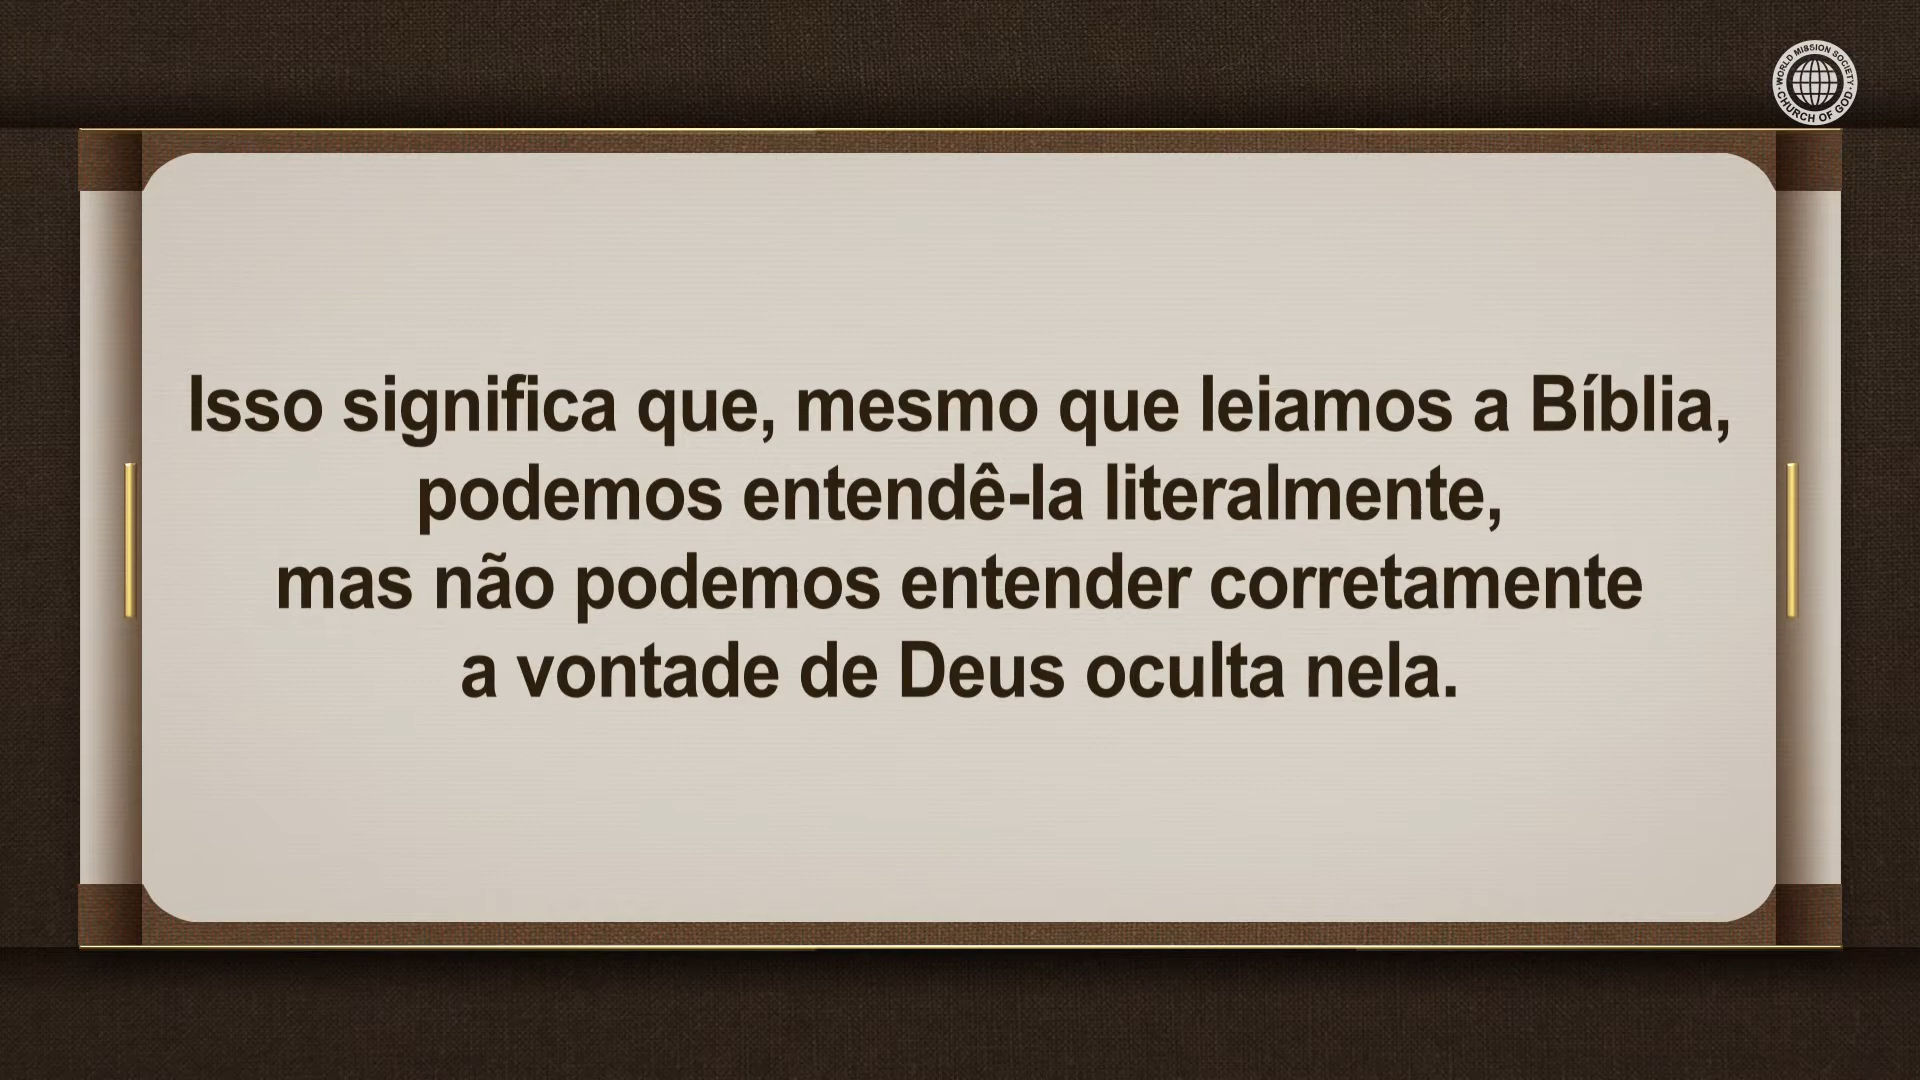 WORLD MISSION SOCIETY
CHURCH OF GOD
Isso significa que, mesmo que leiamos a Bíblia,
podemos entendê-la literalmente,
mas não podemos entender corretamente
a vontade de Deus oculta nela.